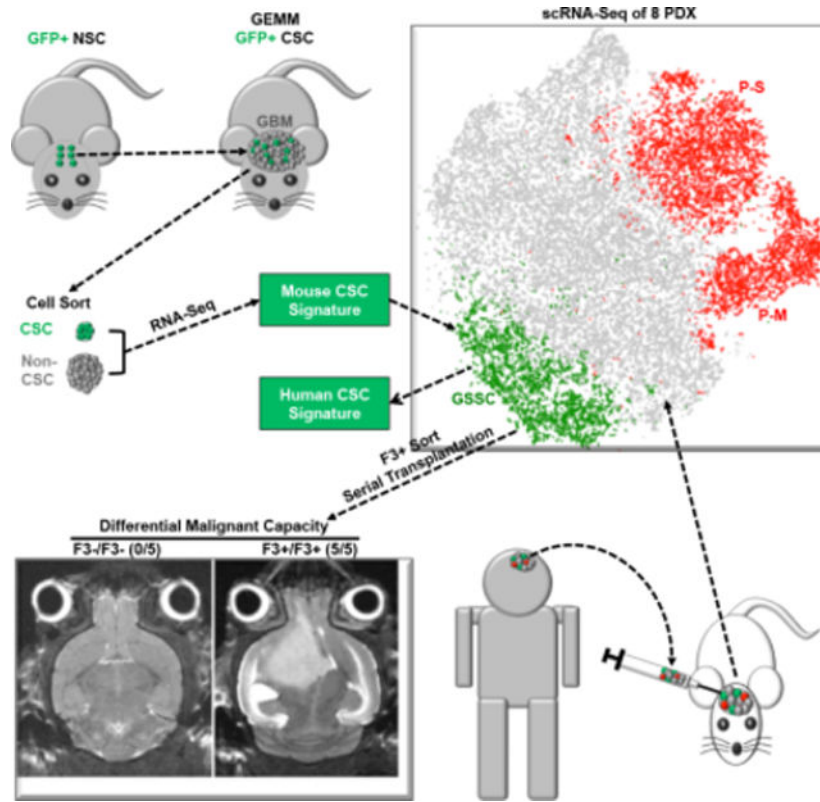 GFP+ NSC
GEMM
GFP+ CSC
GBM
scRNA-Seq of 8 PDX
P-S
P-M
GSSC
Cell Sort
CSC
Non-
CSC
RNA-Seq
Mouse CSC
Signature
Human CSC
Signature
F3+ Sort
Serial Transplantation
Differential Malignant Capacity
F3-/F3- (0/5)
F3+/F3+ (5/5)